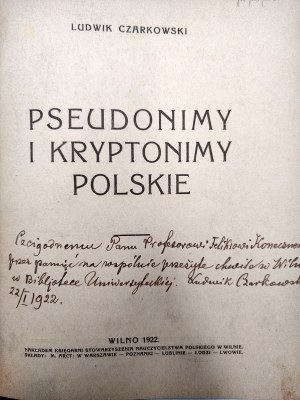 LUDWIK CZARKOWSKI
PSEUDONIMY
I KRYPTONIMY
POLSKIE
Czcigodnemu Panu Profesorowi Feliksowi Konecznemu
przez pamięć na wspólnie przeżyte chwile w Wilnie
w Bibliotece Uniwersyteckiej. Ludwik Czarkowski
22/I 1922.
WILNO 1922.
NAKŁADEM KSIĘGARNI STOWARZYSZENIA NAUCZYCIELSTWA POLSKIEGO W WILNIE.
SKŁADY: M. ARCT: W WARSZAWIE — POZNANIU — LUBLINIE — ŁODZI — LWOWIE.